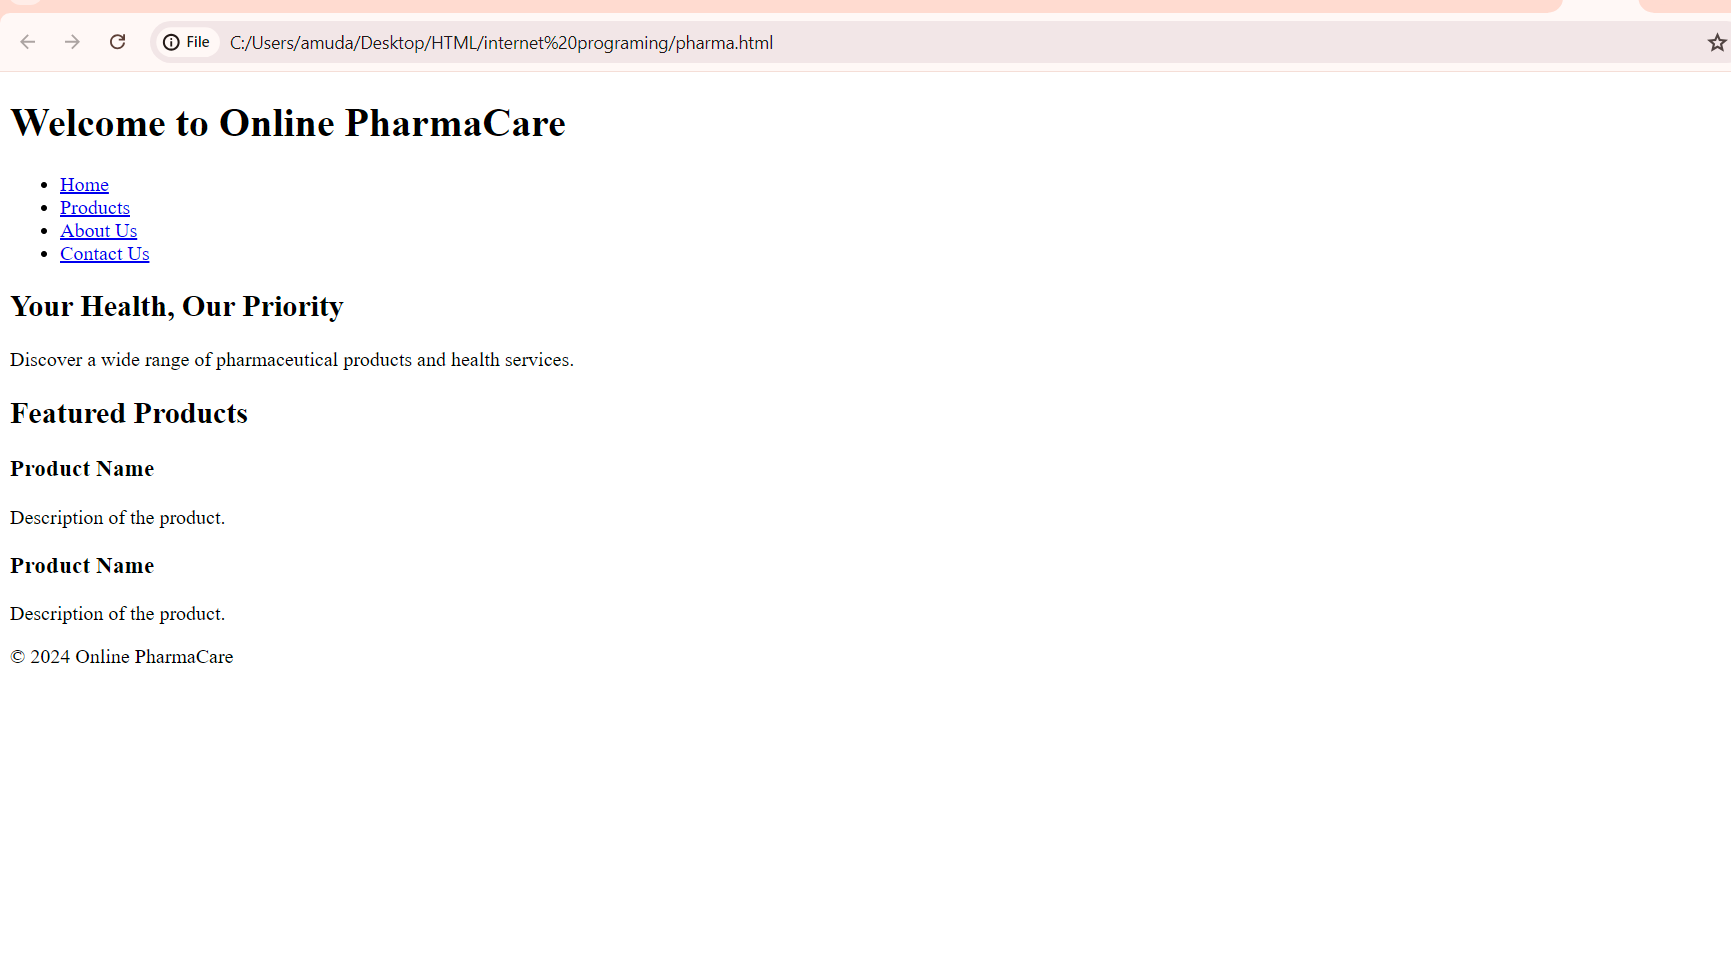 File C:/Users/amuda/Desktop/HTML/internet%20programing/pharma.html
Welcome to Online PharmaCare
Home
Products
About Us
Contact Us
Your Health, Our Priority
Discover a wide range of pharmaceutical products and health services.
Featured Products
Product Name
Description of the product.
Product Name
Description of the product.
© 2024 Online PharmaCare